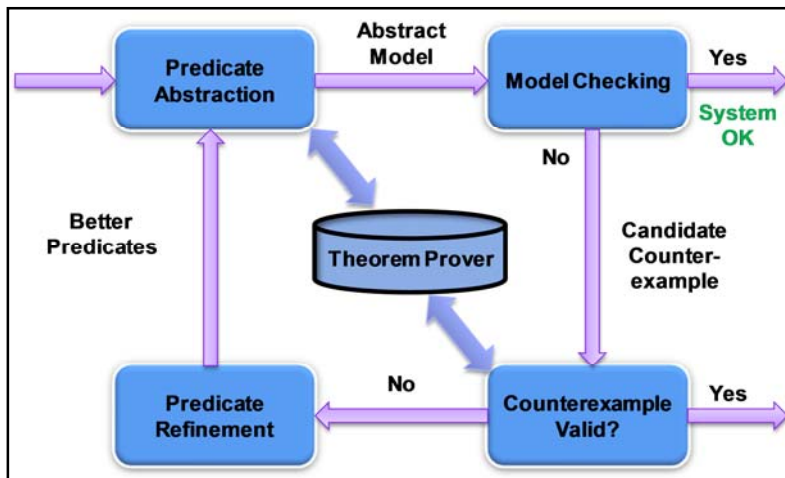 Predicate
Abstraction
Abstract
Model
Model Checking
Yes
System
OK
No
Better
Predicates
Theorem Prover
Candidate
Counter-
example
Predicate
Refinement
No
Counterexample
Valid?
Yes